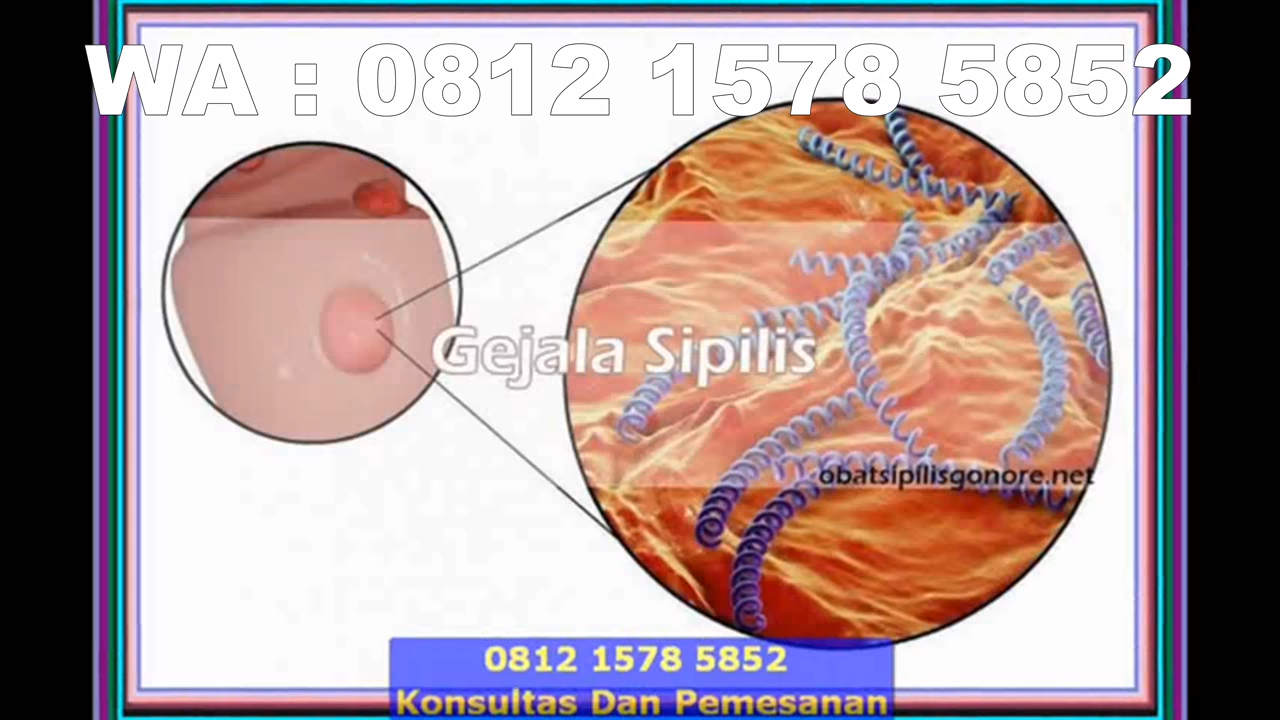 WA : 0812 1578 5852
Gejala Sipilis
obatsipilisgonore.net
0812 1578 5852
Konsultas Dan Pemesanan